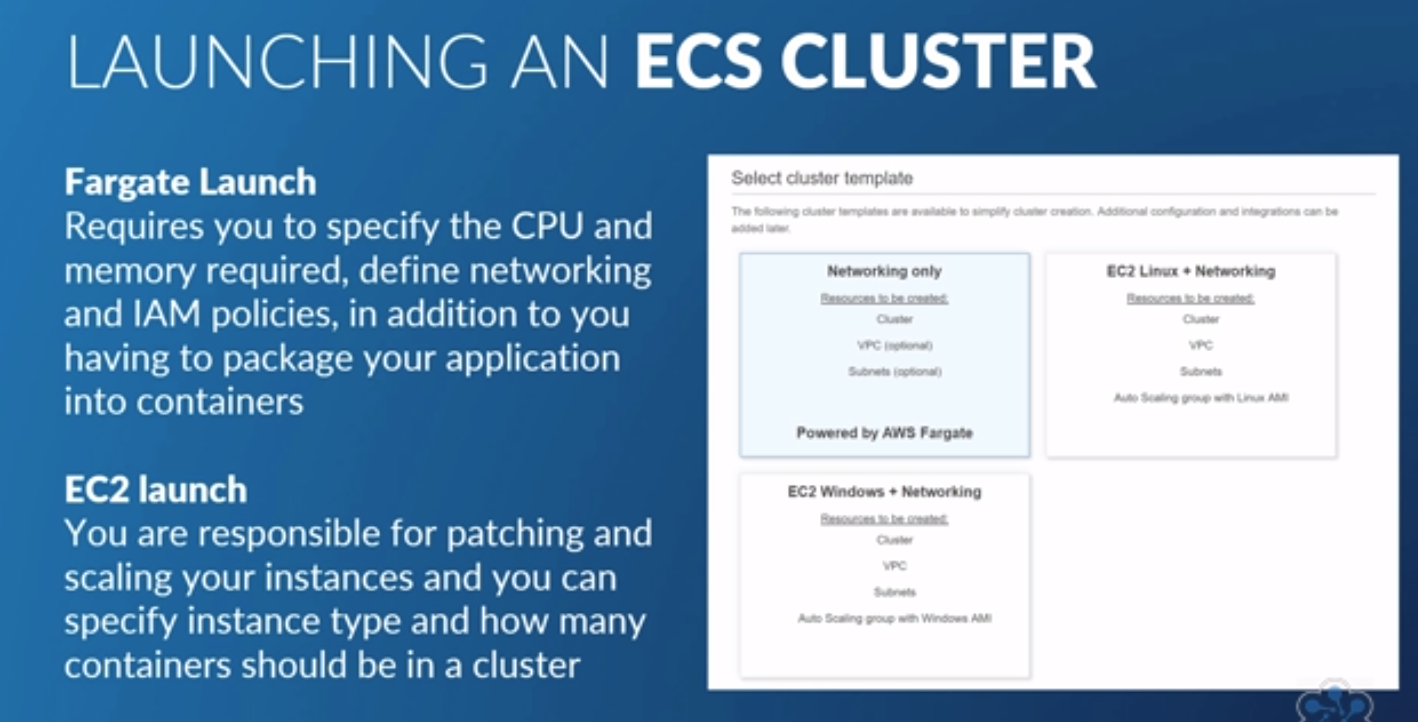 LAUNCHING AN ECS CLUSTER
Fargate Launch
Requires you to specify the CPU and
memory required, define networking
and IAM policies, in addition to you
having to package your application
into containers
EC2 launch
You are responsible for patching and
scaling your instances and you can
specify instance type and how many
containers should be in a cluster
Select cluster template
The following cluster templates are available to simplify cluster creation. Additional configuration and integrations can be
added later.
Networking only
Resources to be created:
Cluster
VPC (optional)
Subnets (optional)
Powered by AWS Fargate
EC2 Linux + Networking
Resources to be created:
Cluster
VPC
Subnets
Auto Scaling group with Linux AMI
EC2 Windows + Networking
Resources to be created:
Cluster
VPC
Subnets
Auto Scaling group with Windows AMI